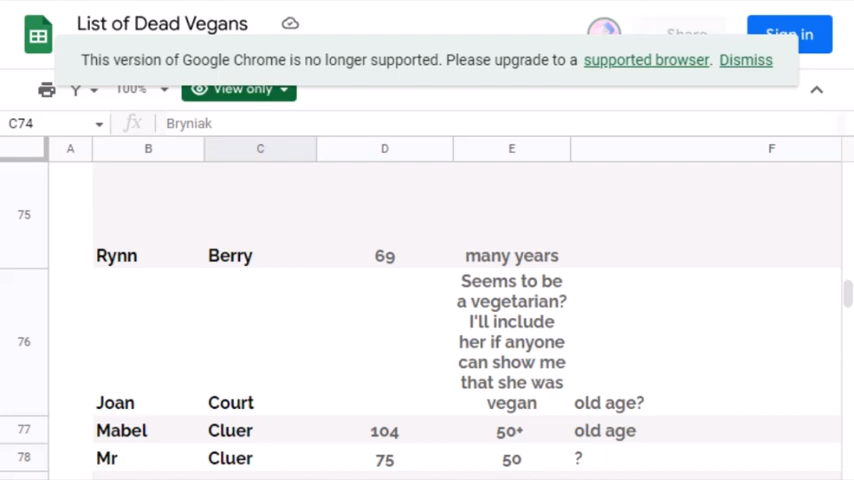 List of Dead Vegans
Share
Sign in
This version of Google Chrome is no longer supported. Please upgrade to a supported browser. Dismiss
100%
View only
C74
fx
Bryniak
A B C D E F
75
Rynn Berry 69 many years
Seems to be
a vegetarian?
I'll include
76
her if anyone
can show me
that she was
Joan Court vegan old age?
77
Mabel Cluer 104 50+ old age
78
Mr Cluer 75 50 ?